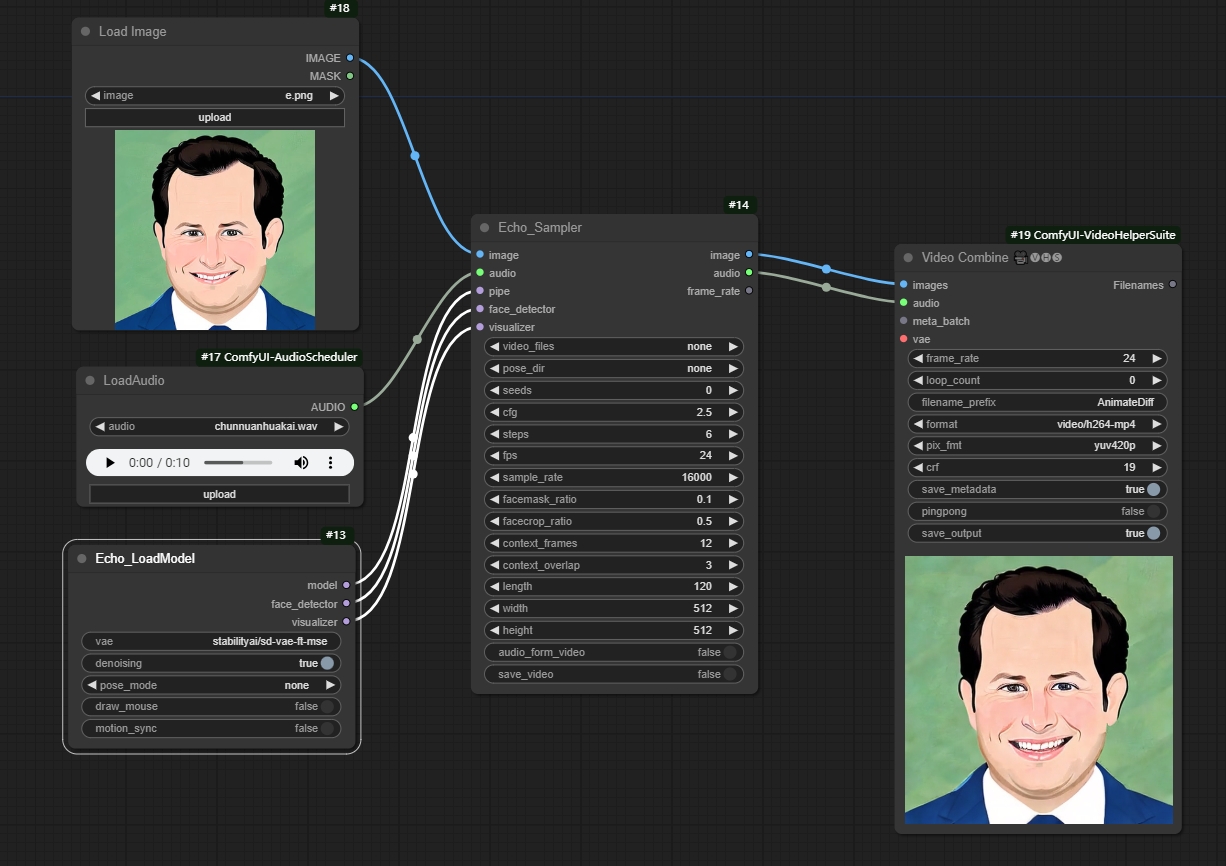 #18
Load Image
IMAGE
MASK
image e.png
upload
#17 ComfyUI-AudioScheduler
LoadAudio
AUDIO
audio chunnuanhuakai.wav
0:00 / 0:10
upload
#13
Echo_LoadModel
model
face_detector
visualizer
vae stabilityai/sd-vae-ft-mse
denoising true
pose_mode none
draw_mouse false
motion_sync false
#14
Echo_Sampler
image image
audio audio
pipe frame_rate
face_detector
visualizer
video_files none
pose_dir none
seeds 0
cfg 2.5
steps 6
fps 24
sample_rate 16000
facemask_ratio 0.1
facecrop_ratio 0.5
context_frames 12
context_overlap 3
length 120
width 512
height 512
audio_form_video false
save_video false
#19 ComfyUI-VideoHelperSuite
Video Combine 🎥🅥🅗🅢
images Filenames
audio
meta_batch
vae
frame_rate 24
loop_count 0
filename_prefix AnimateDiff
format video/h264-mp4
pix_fmt yuv420p
crf 19
save_metadata true
pingpong false
save_output true